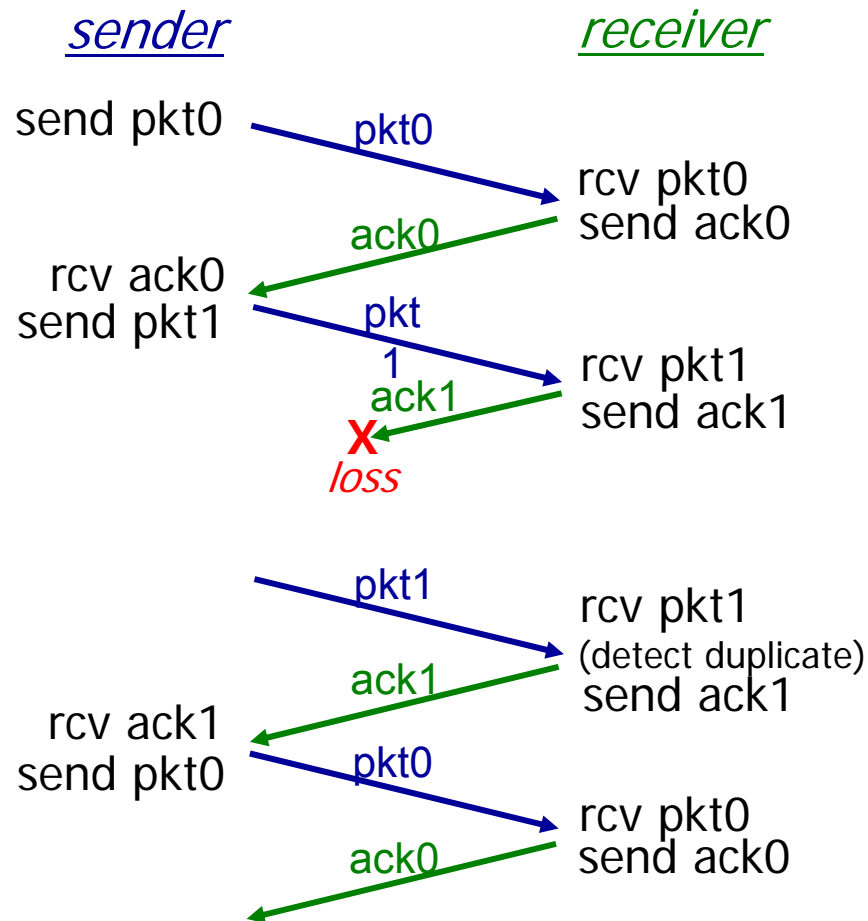 sender
receiver
send pkt0
pkt0
rcv pkt0
send ack0
ack0
rcv ack0
send pkt1
pkt
1
rcv pkt1
send ack1
ack1
X
loss
pkt1
rcv pkt1
(detect duplicate)
send ack1
ack1
rcv ack1
send pkt0
pkt0
rcv pkt0
send ack0
ack0